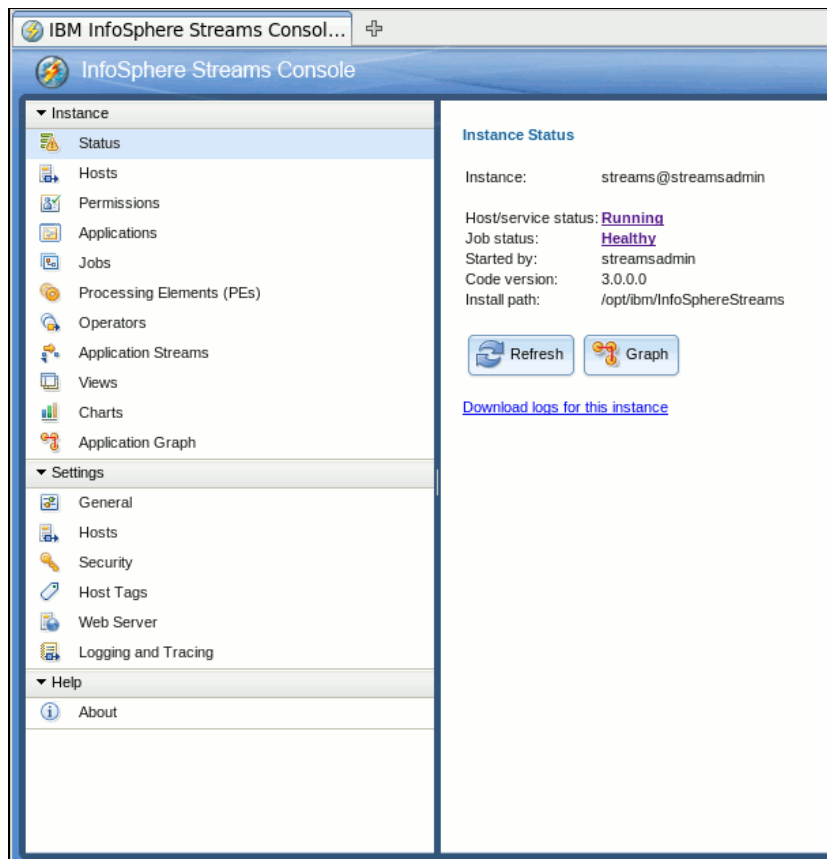 IBM InfoSphere Streams Consol...
InfoSphere Streams Console
Instance
Status
Hosts
Permissions
Applications
Jobs
Processing Elements (PEs)
Operators
Application Streams
Views
Charts
Application Graph
Settings
General
Hosts
Security
Host Tags
Web Server
Logging and Tracing
Help
About
Instance Status
Instance: streams@streamsadmin
Host/service status: Running
Job status: Healthy
Started by: streamsadmin
Code version: 3.0.0.0
Install path: /opt/ibm/InfoSphereStreams
Refresh Graph
Download logs for this instance